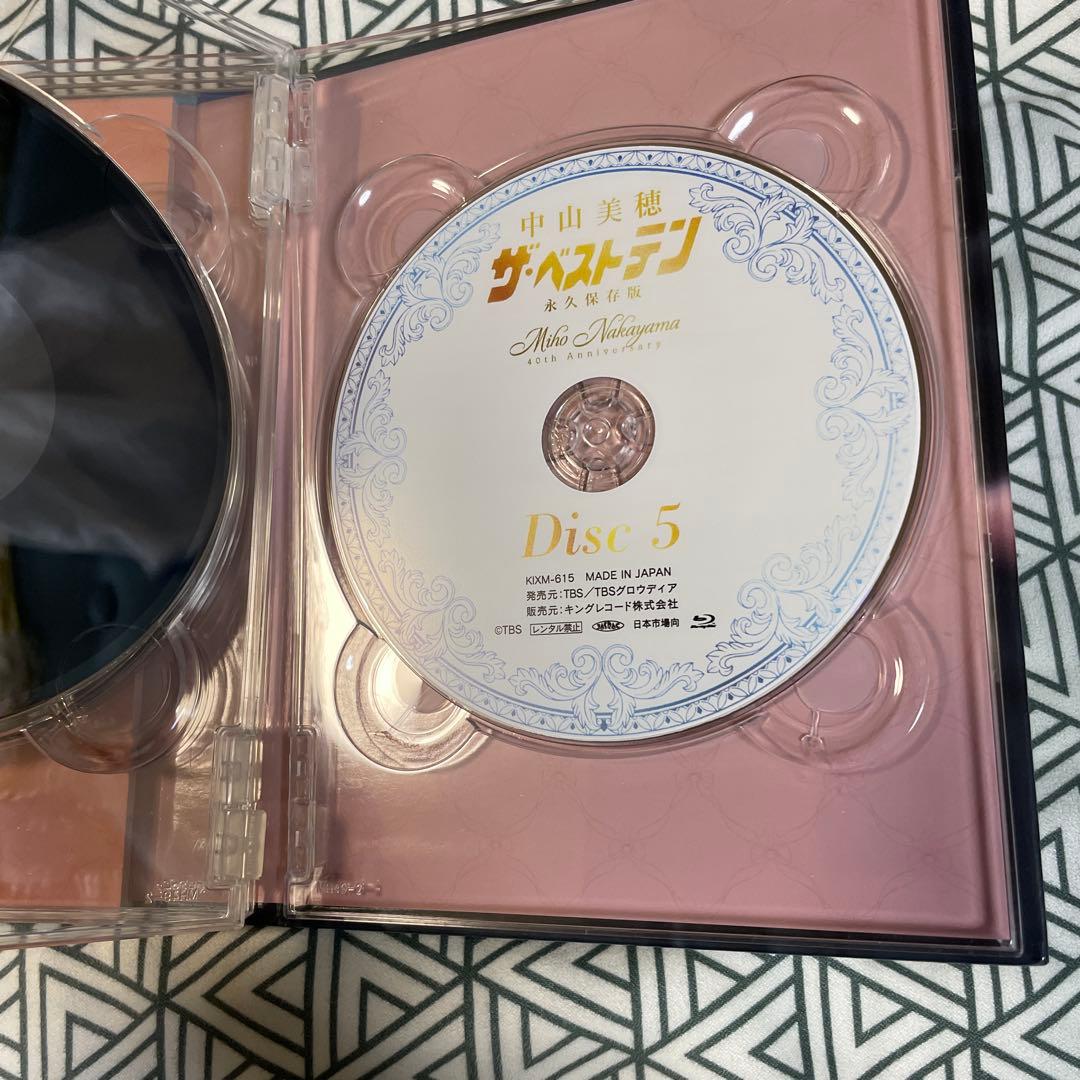 中山美穂
ザ・ベストテン
永久保存版
Miho Nakayama
40th Anniversary
Disc 5
KIXM-615 MADE IN JAPAN
発売元:TBS/TBSグロウディア
販売元:キングレコード株式会社
©TBS レンタル禁止 日本市場向